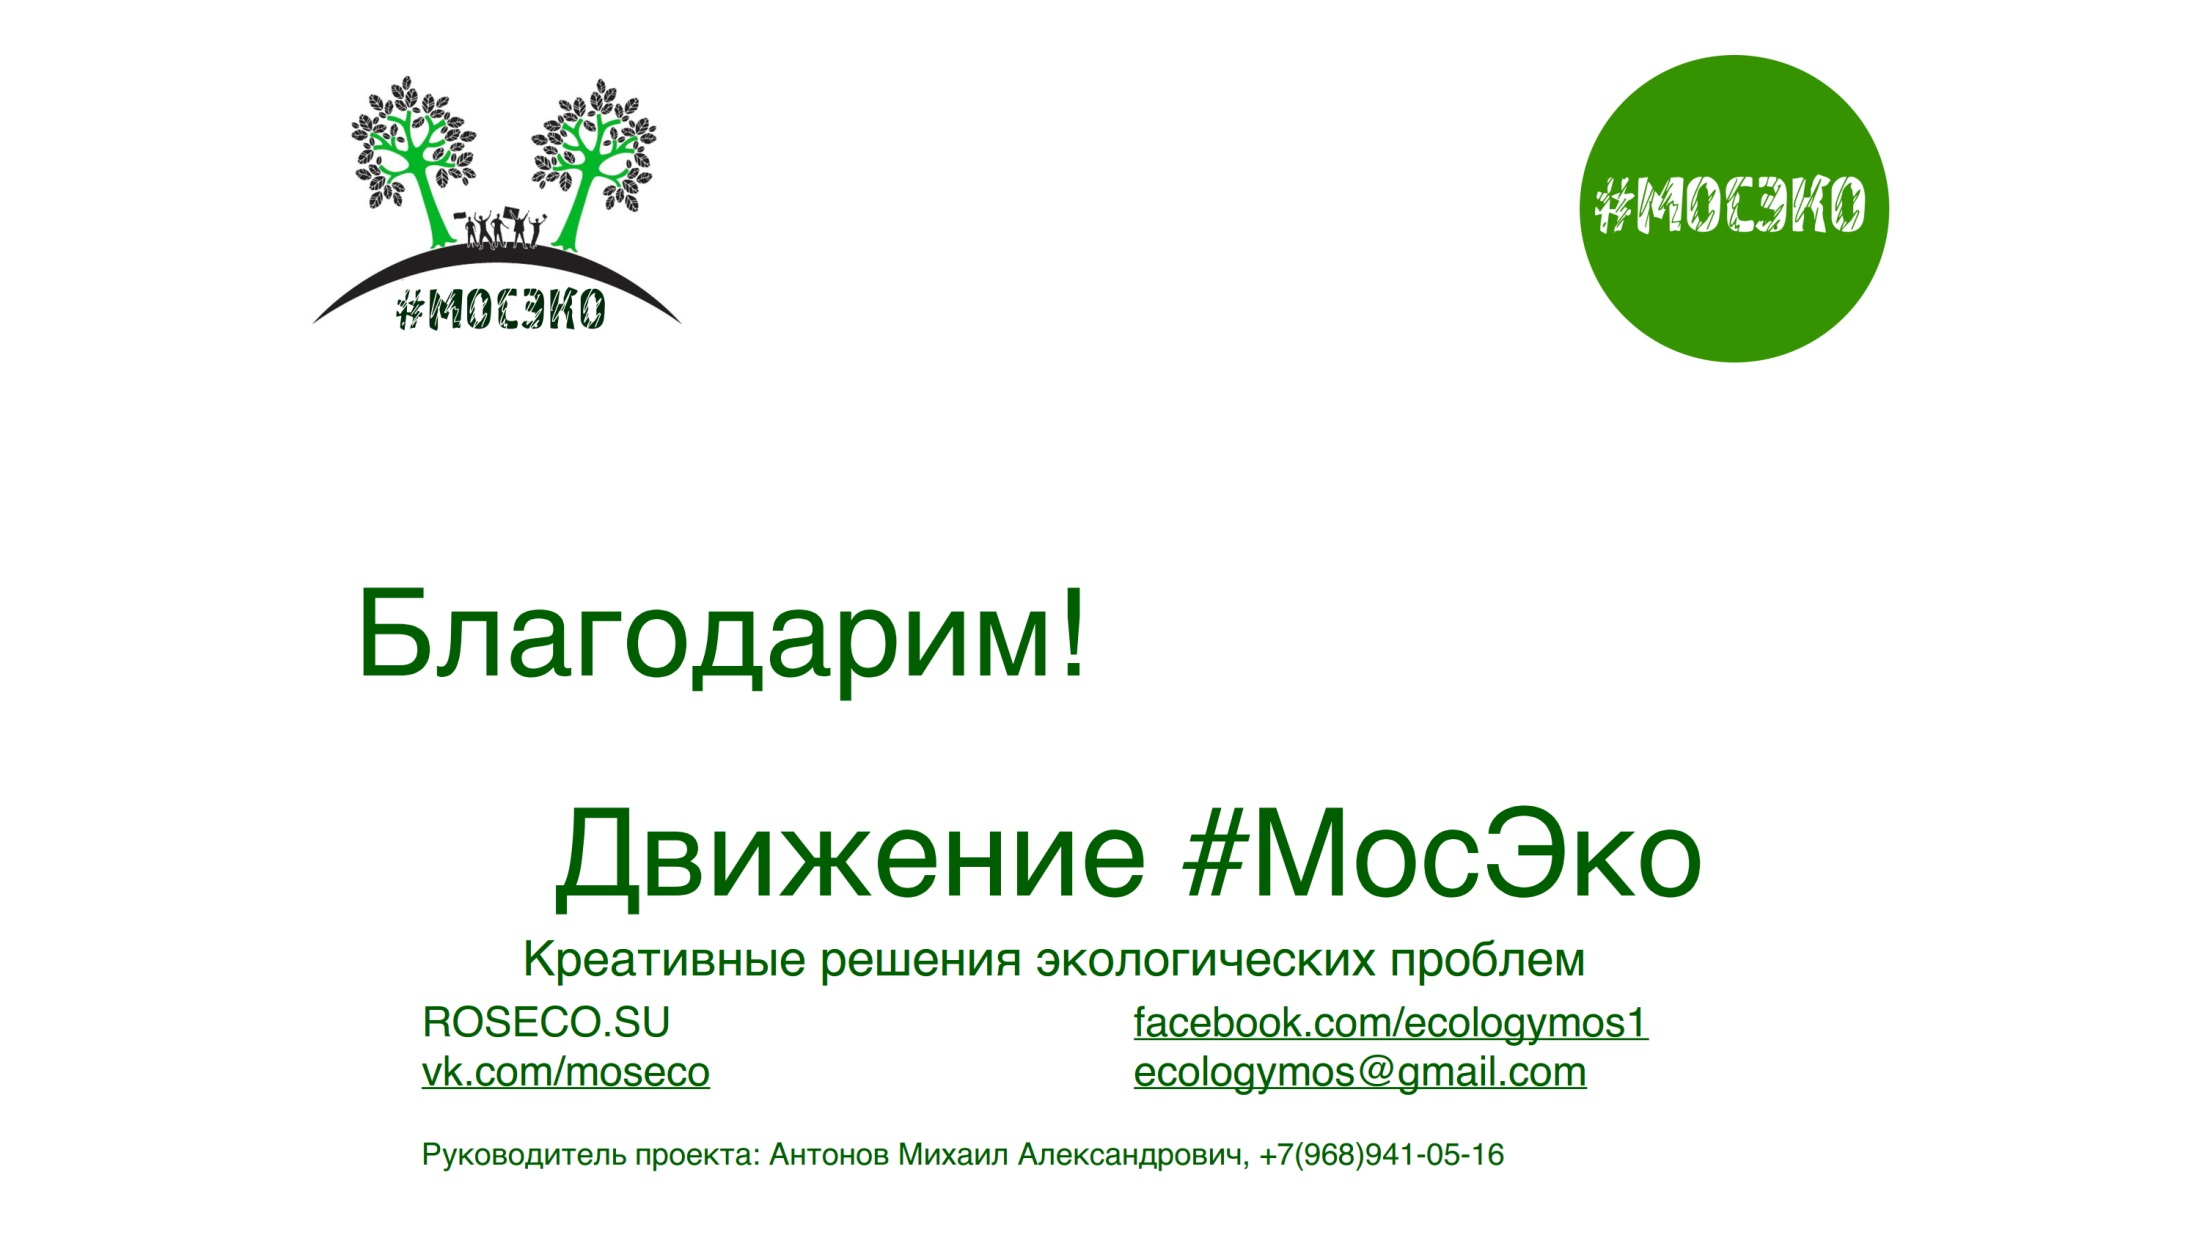 #МОСЭКО
#МОСЭКО
Благодарим!
Движение #МосЭко
Креативные решения экологических проблем
ROSECO.SU
facebook.com/ecologymos1
vk.com/moseco
ecologymos@gmail.com
Руководитель проекта: Антонов Михаил Александрович, +7(968)941-05-16